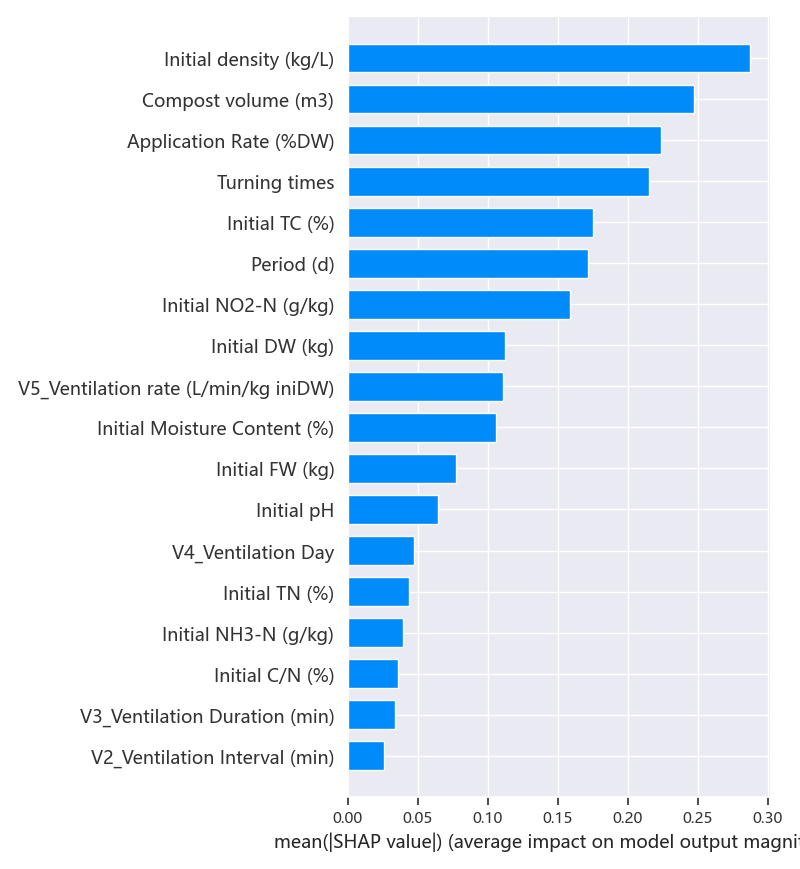 Initial density (kg/L)
Compost volume (m3)
Application Rate (%DW)
Turning times
Initial TC (%)
Period (d)
Initial NO2-N (g/kg)
Initial DW (kg)
V5_Ventilation rate (L/min/kg iniDW)
Initial Moisture Content (%)
Initial FW (kg)
Initial pH
V4_Ventilation Day
Initial TN (%)
Initial NH3-N (g/kg)
Initial C/N (%)
V3_Ventilation Duration (min)
V2_Ventilation Interval (min)
0.00 0.05 0.10 0.15 0.20 0.25 0.30
mean(|SHAP value|) (average impact on model output magnit